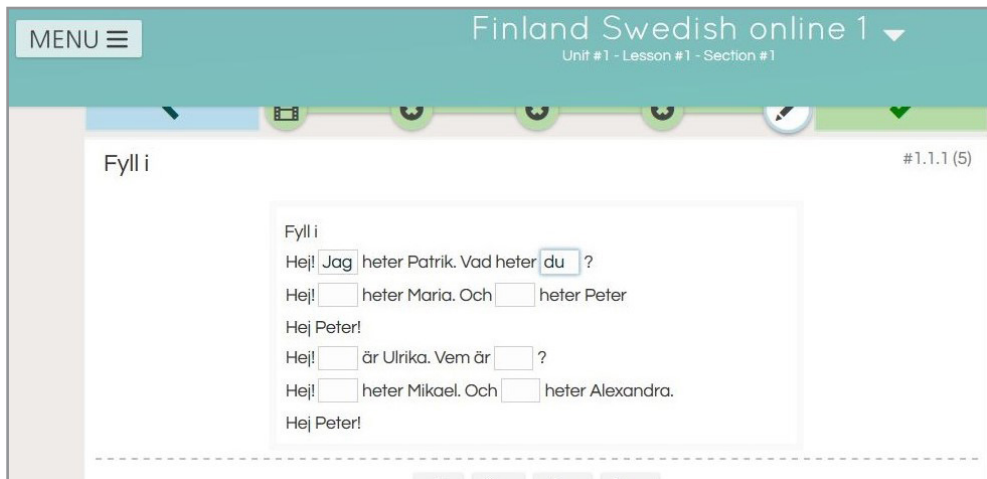 MENU
Finland Swedish online 1
Unit #1 - Lesson #1 - Section #1
Fyll i
#1.1.1 (5)
Fyll i
Hej! Jag heter Patrik. Vad heter du ?
Hej! heter Maria. Och heter Peter
Hej Peter!
Hej! är Ulrika. Vem är ?
Hej! heter Mikael. Och heter Alexandra.
Hej Peter!